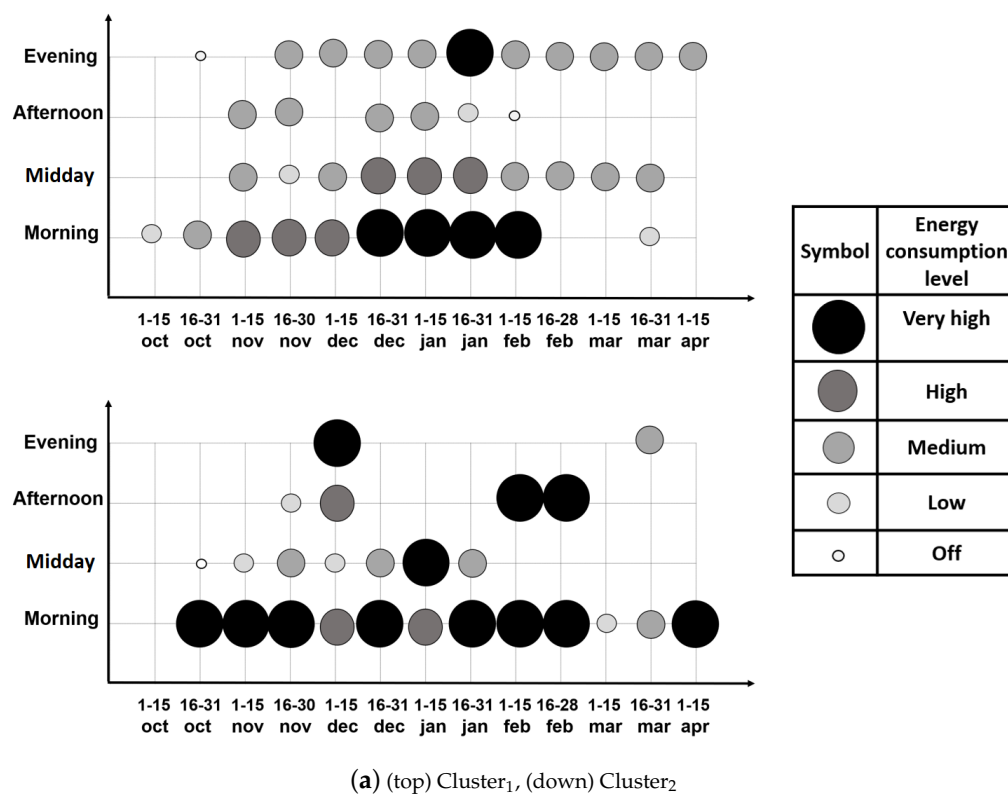 Evening
Afternoon
Midday
Morning
1-15 16-31 1-15 16-30 1-15 16-31 1-15 16-31 1-15 16-28 1-15 16-31 1-15
oct oct nov nov dec dec jan jan feb feb mar mar apr
Symbol Energy consumption level
Very high
High
Medium
Low
Off
Evening
Afternoon
Midday
Morning
1-15 16-31 1-15 16-30 1-15 16-31 1-15 16-31 1-15 16-28 1-15 16-31 1-15
oct oct nov nov dec dec jan jan feb feb mar mar apr
(a) (top) Cluster₁, (down) Cluster₂